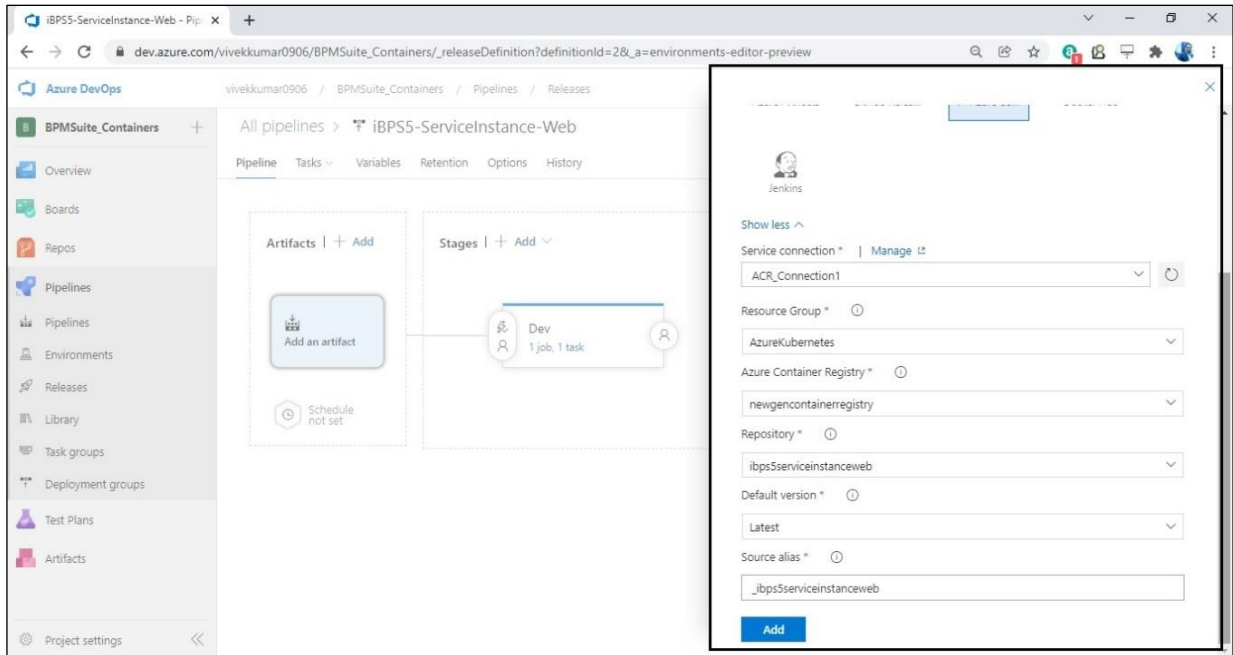 iBPS5-ServiceInstance-Web - Pip
dev.azure.com/vivekkumar0906/BPMSuite_Containers/_releaseDefinition?definitionId=2&_a=environments-editor-preview
Azure DevOps
vivekkumar0906 / BPMSuite_Containers / Pipelines / Releases
B BPMSuite_Containers
All pipelines > iBPS5-ServiceInstance-Web
Pipeline Tasks Variables Retention Options History
Overview
Boards
Repos
Pipelines
Pipelines
Environments
Releases
Library
Task groups
Deployment groups
Test Plans
Artifacts
Project settings
Artifacts | + Add
Stages | + Add
Add an artifact
Dev
1 job, 1 task
Schedule
not set
Jenkins
Show less
Service connection * | Manage
ACR_Connection1
Resource Group *
AzureKubernetes
Azure Container Registry *
newgencontainerregistry
Repository *
ibps5serviceinstanceweb
Default version *
Latest
Source alias *
_ibps5serviceinstanceweb
Add